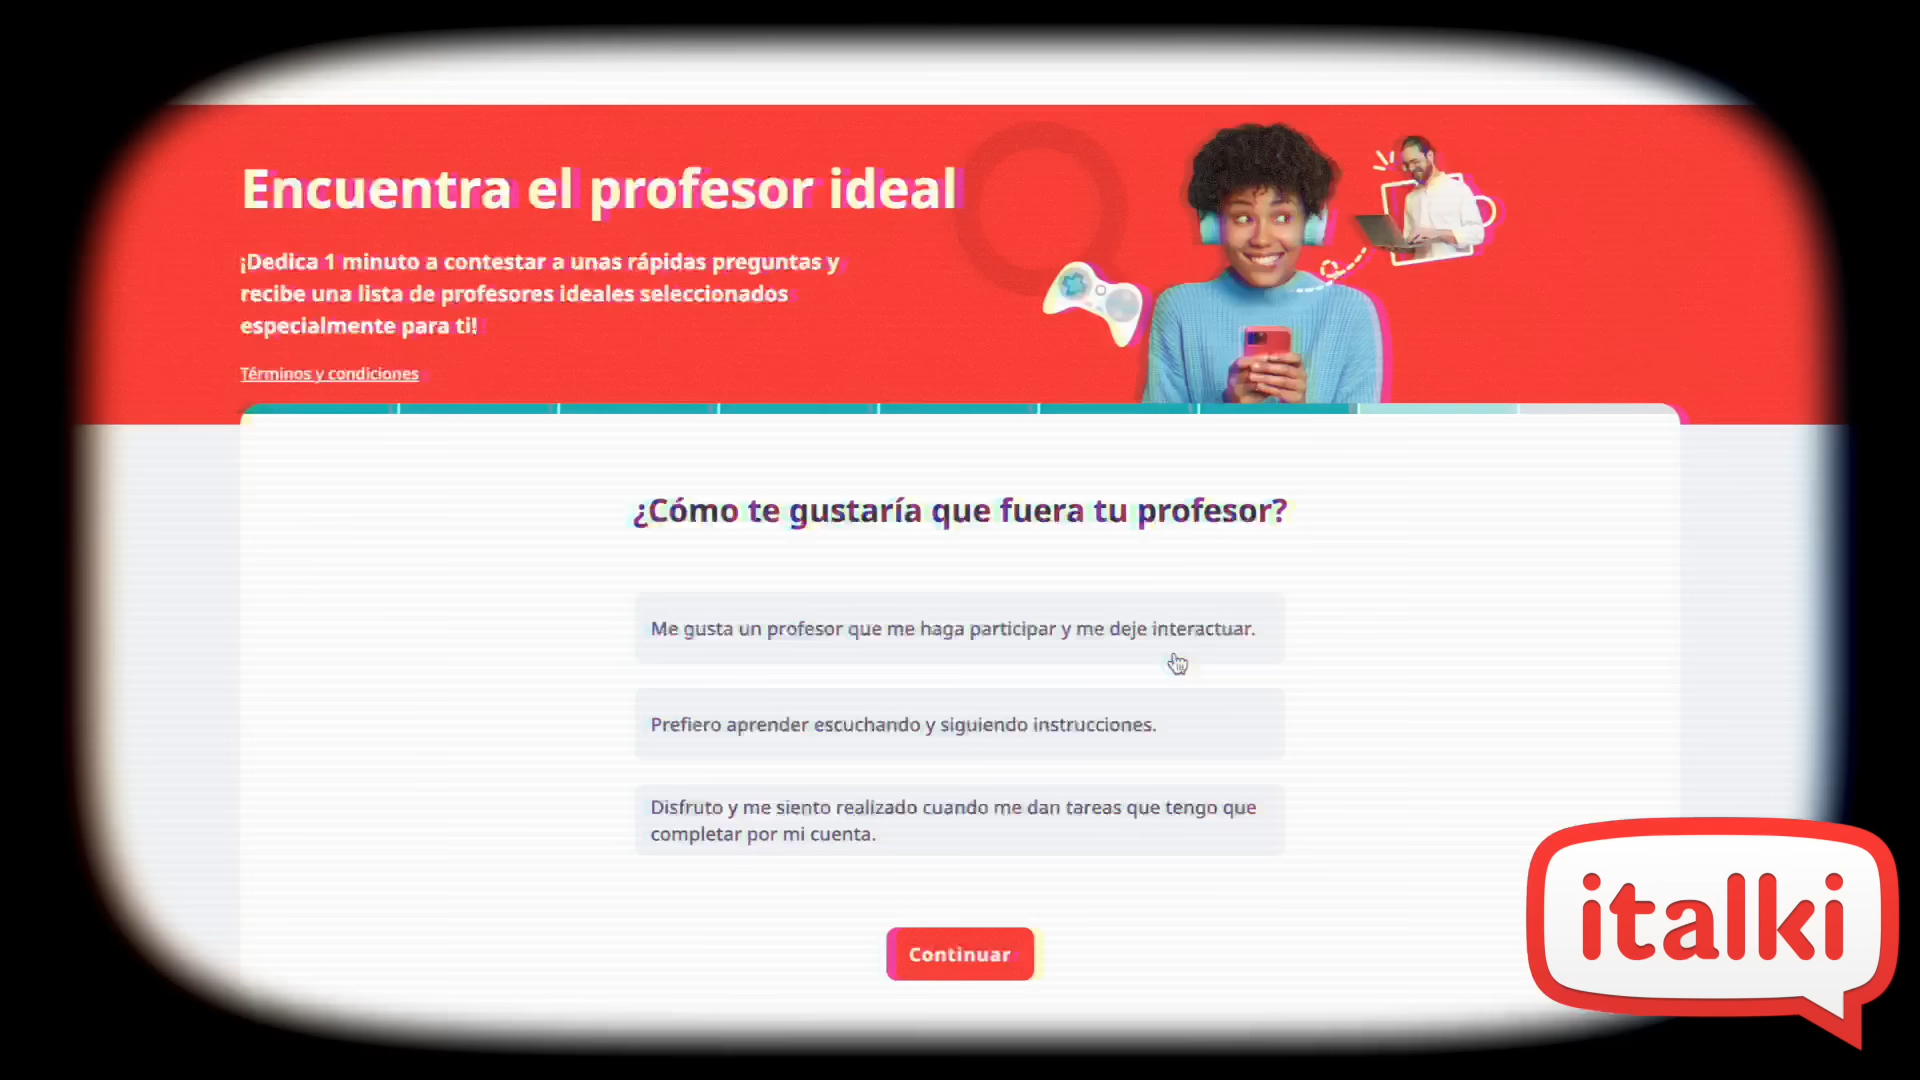 Encuentra el profesor ideal
¡Dedica 1 minuto a contestar a unas rápidas preguntas y
recibe una lista de profesores ideales seleccionados
especialmente para ti!
Términos y condiciones
¿Cómo te gustaría que fuera tu profesor?
Me gusta un profesor que me haga participar y me deje interactuar.
Prefiero aprender escuchando y siguiendo instrucciones.
Disfruto y me siento realizado cuando me dan tareas que tengo que
completar por mi cuenta.
Continuar
italki